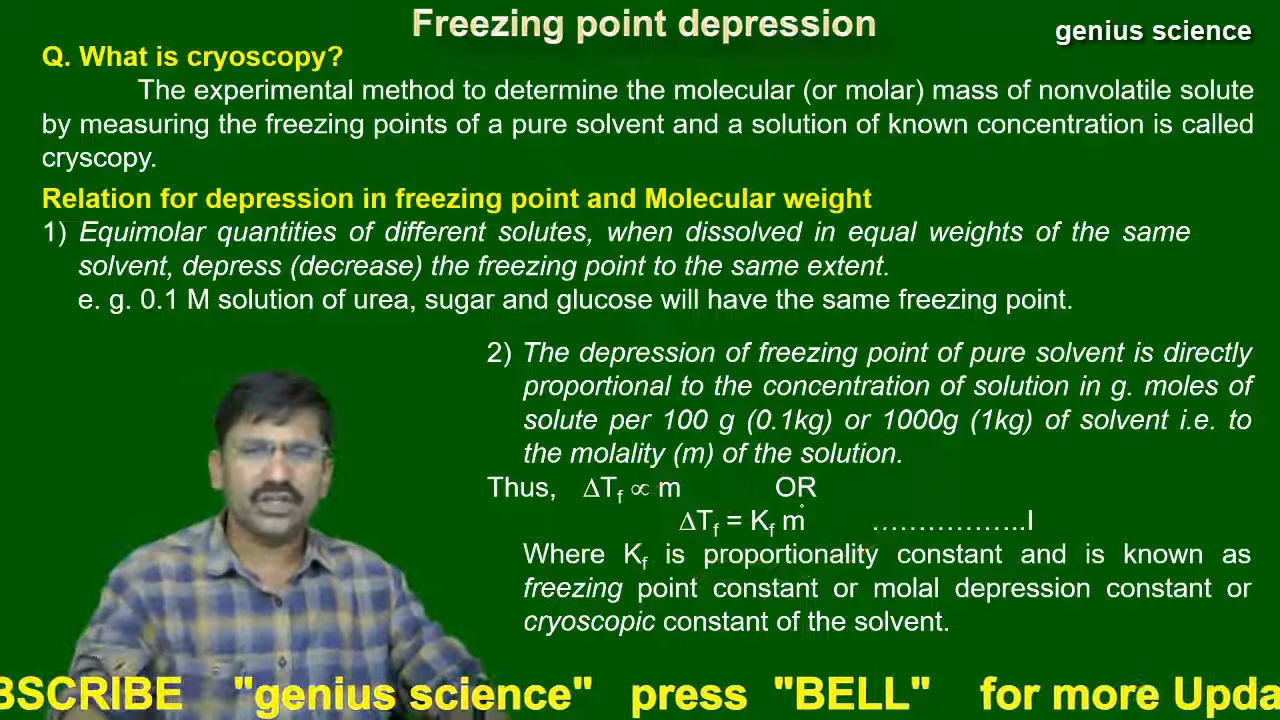 Freezing point depression
genius science
Q. What is cryoscopy?
The experimental method to determine the molecular (or molar) mass of nonvolatile solute
by measuring the freezing points of a pure solvent and a solution of known concentration is called
cryscopy.
Relation for depression in freezing point and Molecular weight
1) Equimolar quantities of different solutes, when dissolved in equal weights of the same
solvent, depress (decrease) the freezing point to the same extent.
e. g. 0.1 M solution of urea, sugar and glucose will have the same freezing point.
2) The depression of freezing point of pure solvent is directly
proportional to the concentration of solution in g. moles of
solute per 100 g (0.1kg) or 1000g (1kg) of solvent i.e. to
the molality (m) of the solution.
Thus, ΔTf ∝ m OR
ΔTf = Kf m ………………..I
Where Kf is proportionality constant and is known as
freezing point constant or molal depression constant or
cryoscopic constant of the solvent.
BSCRIBE "genius science" press "BELL" for more Upda